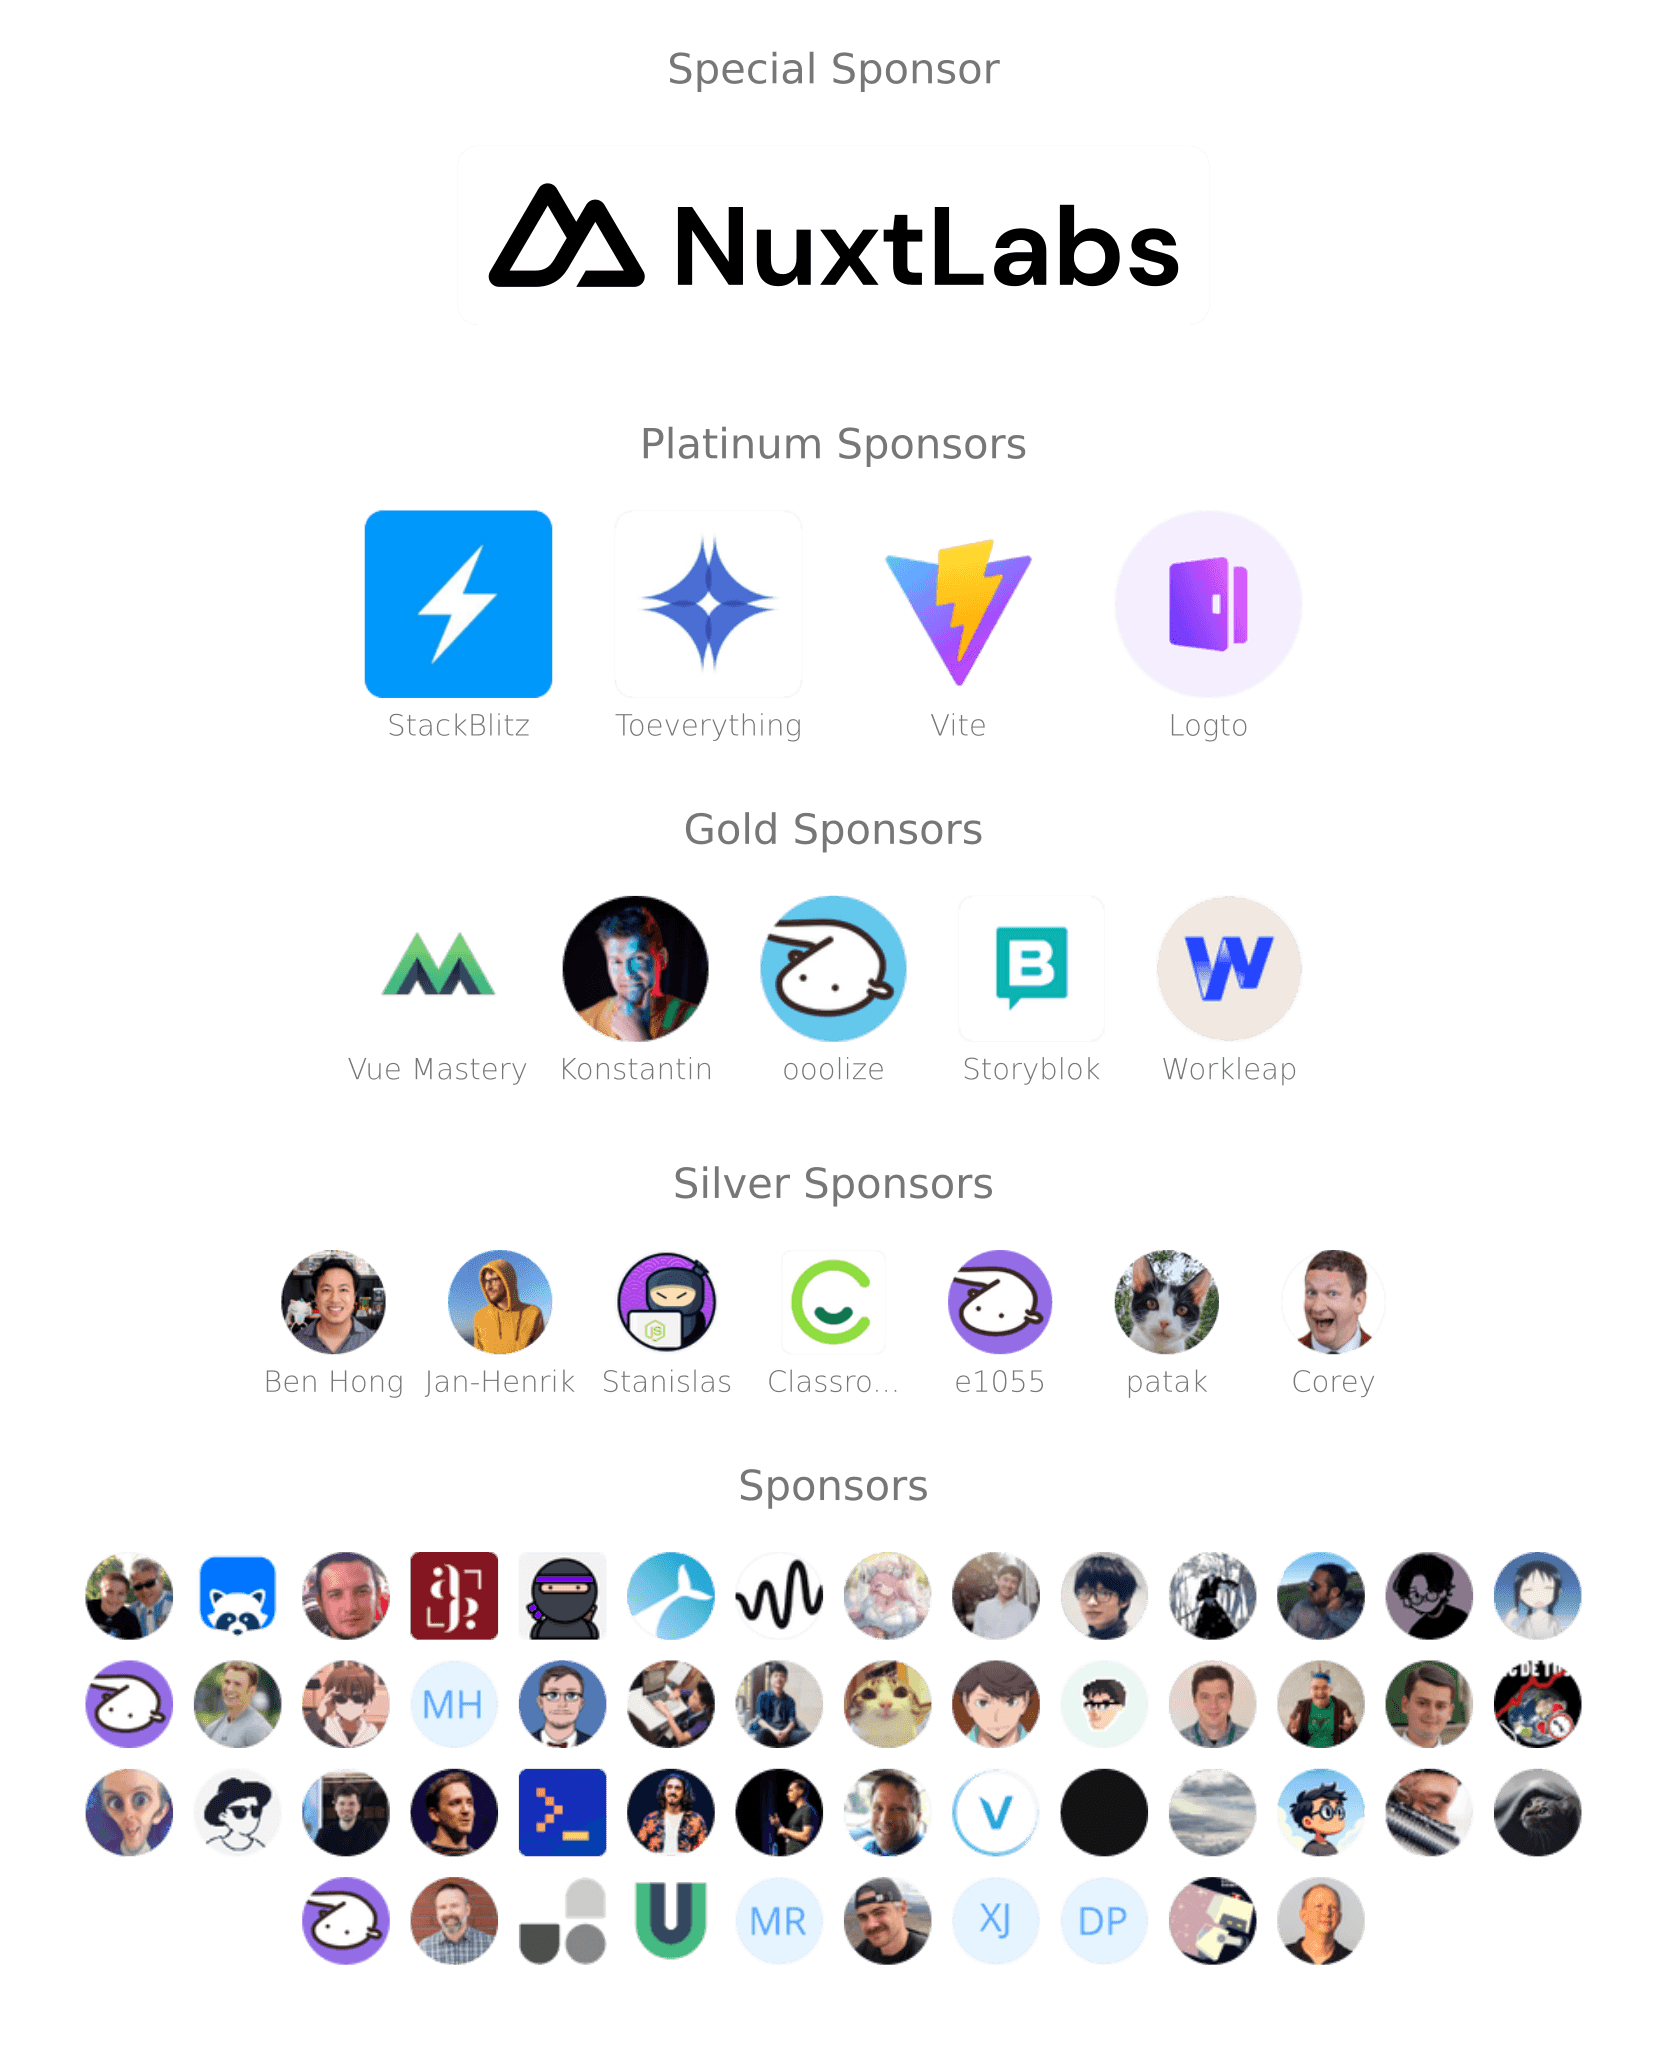 Special Sponsor
NuxtLabs
Platinum Sponsors
StackBlitz Toeverything Vite Logto
Gold Sponsors
B W
Vue Mastery Konstantin ooolize Storyblok Workleap
Silver Sponsors
JS
Ben Hong Jan-Henrik Stanislas Classro... e1055 patak Corey
Sponsors
MH
V
U MR XJ DP